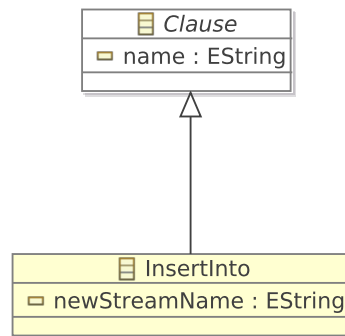 Clause
name : EString
InsertInto
newStreamName : EString